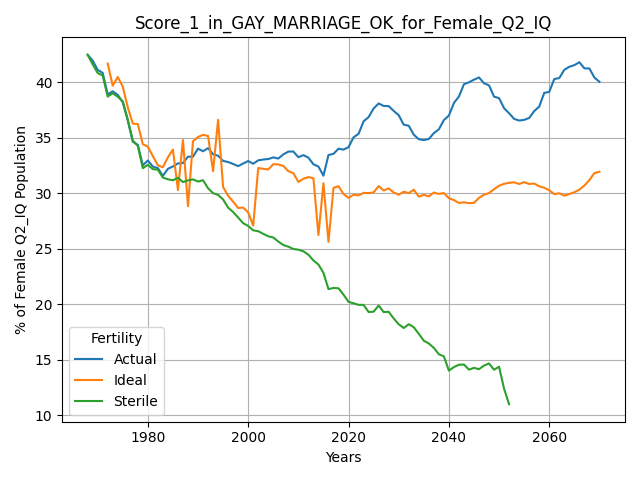 Score_1_in_GAY_MARRIAGE_OK_for_Female_Q2_IQ
% of Female Q2_IQ Population
40
35
30
25
20
15
10
Fertility
Actual
Ideal
Sterile
1980 2000 2020 2040 2060
Years